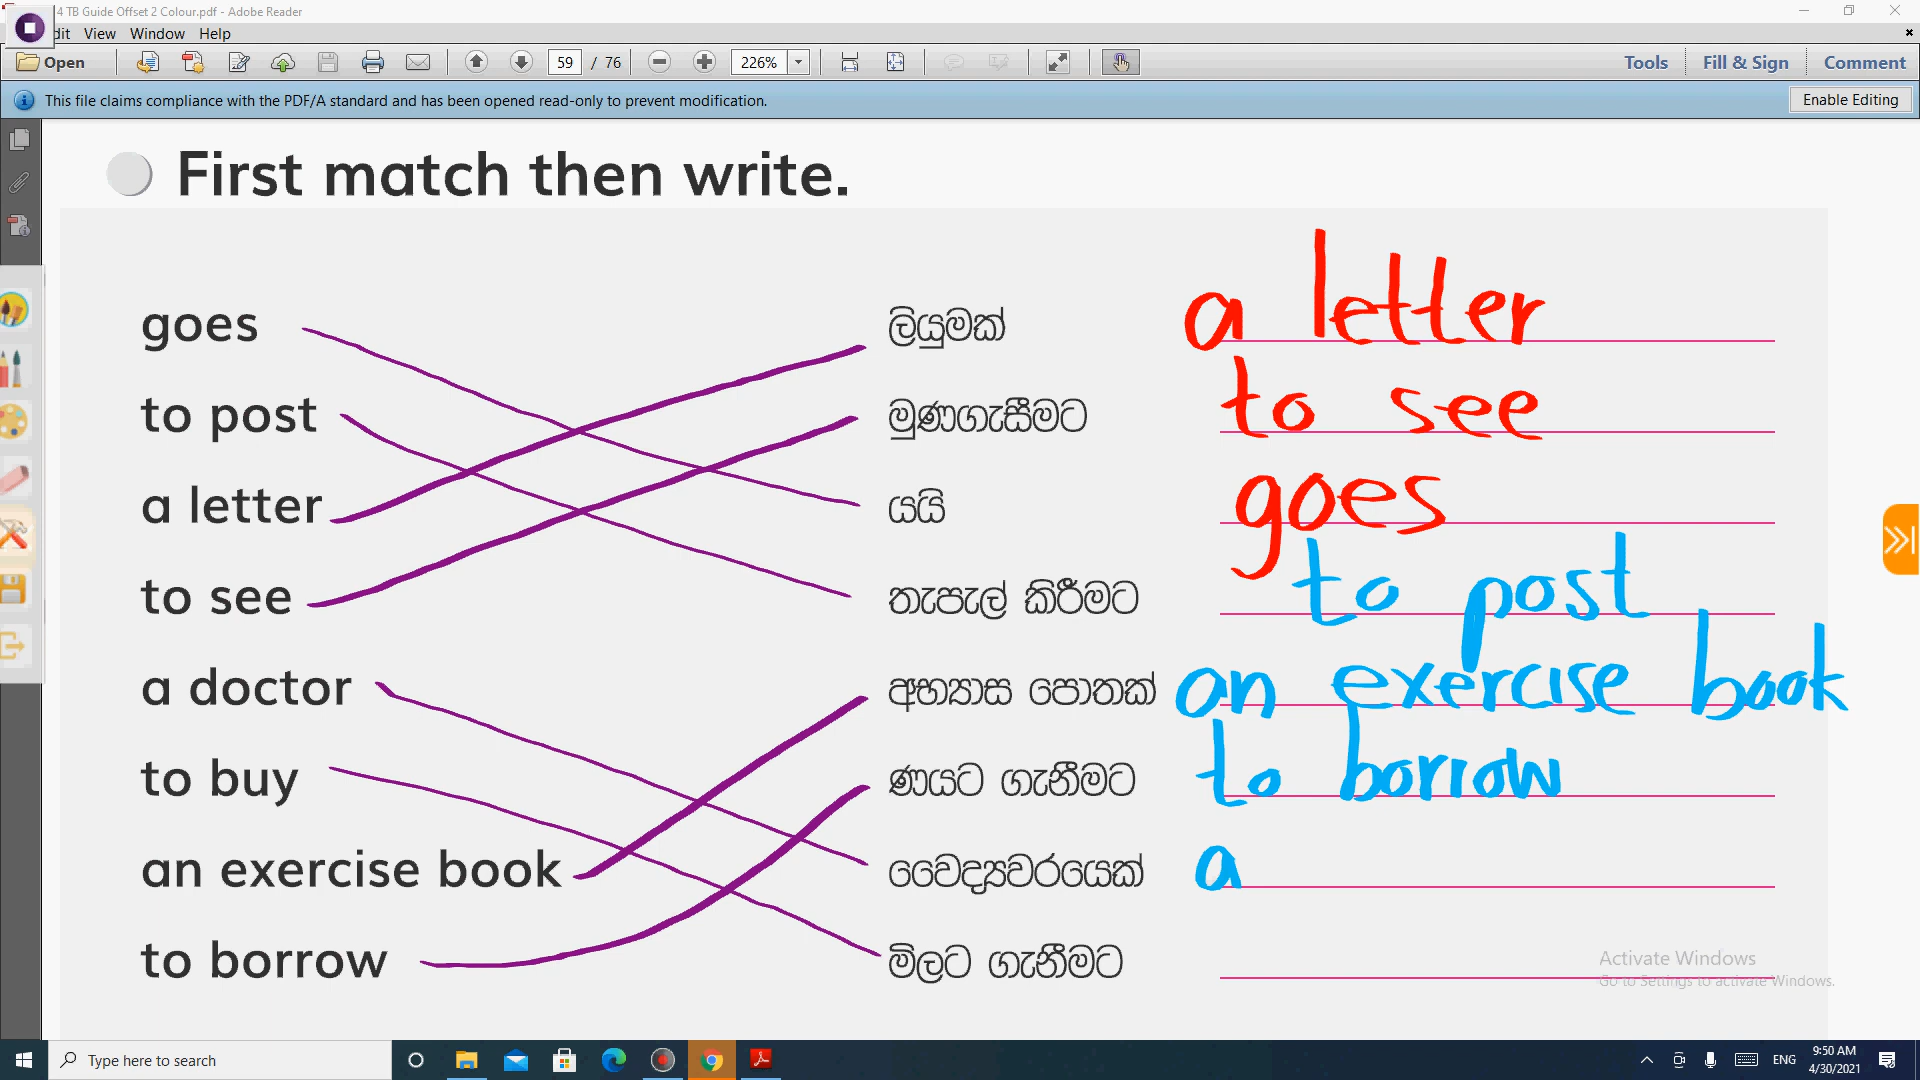 4 TB Guide Offset 2 Colour.pdf - Adobe Reader
dit View Window Help
Open 59 / 76 226% Tools Fill & Sign Comment
This file claims compliance with the PDF/A standard and has been opened read-only to prevent modification. Enable Editing
First match then write.
goes ලියුමක් a letter
to post මුණගැසීමට to see
a letter යයි goes
to see තැපැල් කිරීමට to post
a doctor අභ්‍යාස පොතක් an exercise book
to buy ණයට ගැනීමට to borrow
an exercise book වෛද්‍යවරයෙක් a
to borrow මිලට ගැනීමට
Activate Windows
Go to Settings to activate Windows.
Type here to search ENG 9:50 AM
4/30/2021